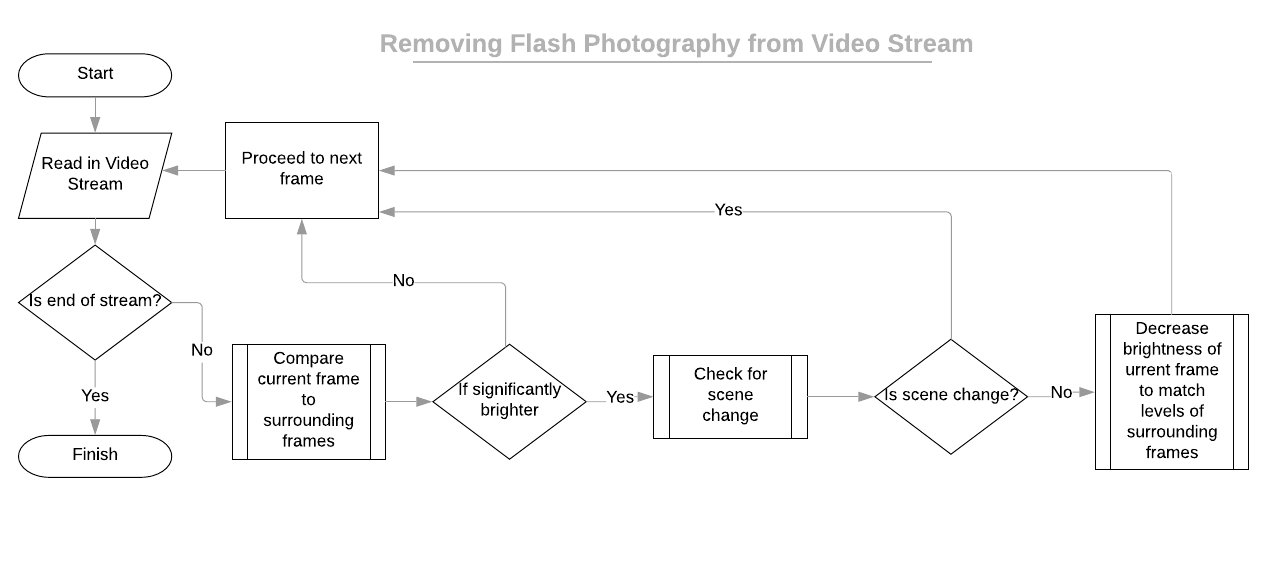 Removing Flash Photography from Video Stream
Start
Read in Video
Stream
Proceed to next
frame
Yes
No
Is end of stream?
No
Yes
Finish
Compare
current frame
to
surrounding
frames
If significantly
brighter
Yes
Check for
scene
change
Is scene change?
No
Decrease
brightness of
urrent frame
to match
levels of
surrounding
frames